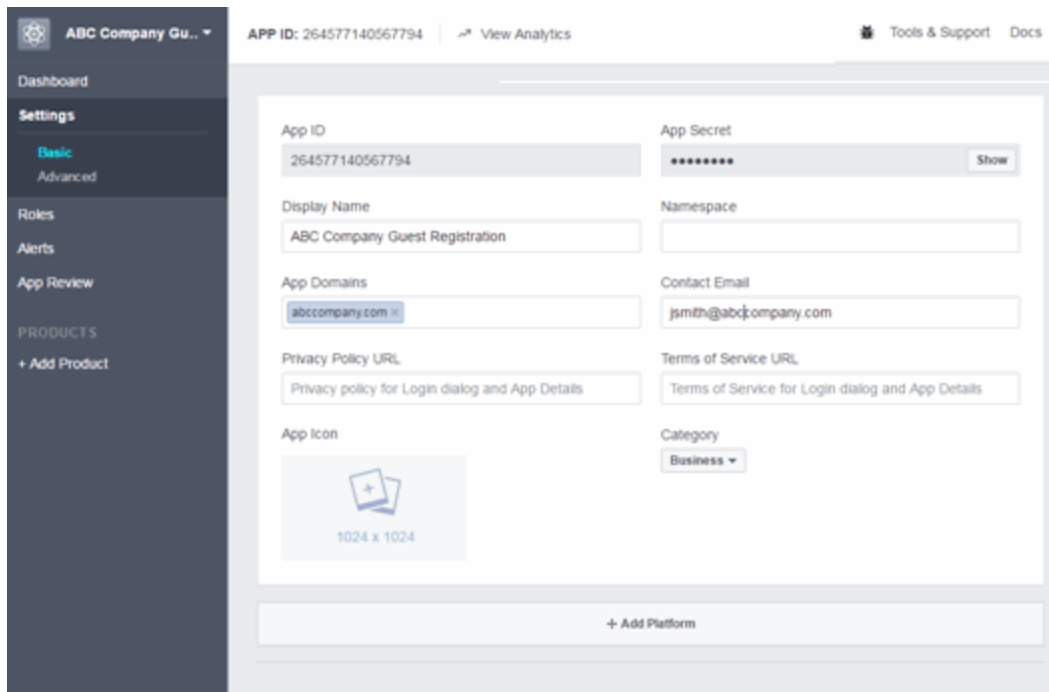 ABC Company Gu..
APP ID: 264577140567794
View Analytics
Tools & Support
Docs
Dashboard
Settings
Basic
Advanced
Roles
Alerts
App Review
PRODUCTS
+ Add Product
App ID
264577140567794
App Secret
••••••••
Show
Display Name
ABC Company Guest Registration
Namespace
App Domains
abccompany.com ×
Contact Email
jsmith@abccompany.com
Privacy Policy URL
Privacy policy for Login dialog and App Details
Terms of Service URL
Terms of Service for Login dialog and App Details
App Icon
1024 x 1024
Category
Business
+ Add Platform